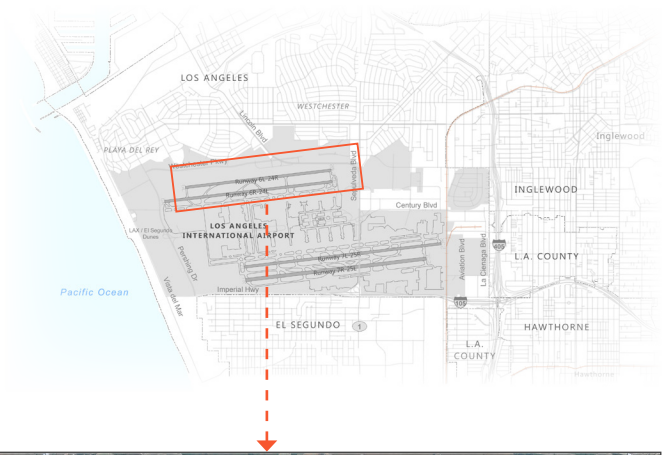 LOS ANGELES
WESTCHESTER
Lincoln Blvd
PLAYA DEL REY
Westchester Pkwy
Inglewood
Sepulveda Blvd
Runway 6L-24R
Runway 6R-24L
INGLEWOOD
Century Blvd
LOS ANGELES
INTERNATIONAL AIRPORT
LAX / El Segundo
Dunes
Pershing Dr
Aviation Blvd
La Cienega Blvd
405
L.A. COUNTY
Runway 7L-25R
Runway 7R-25L
Vista del Mar
Imperial Hwy
Pacific Ocean
105
EL SEGUNDO
1
HAWTHORNE
L.A.
COUNTY
Hawthorne